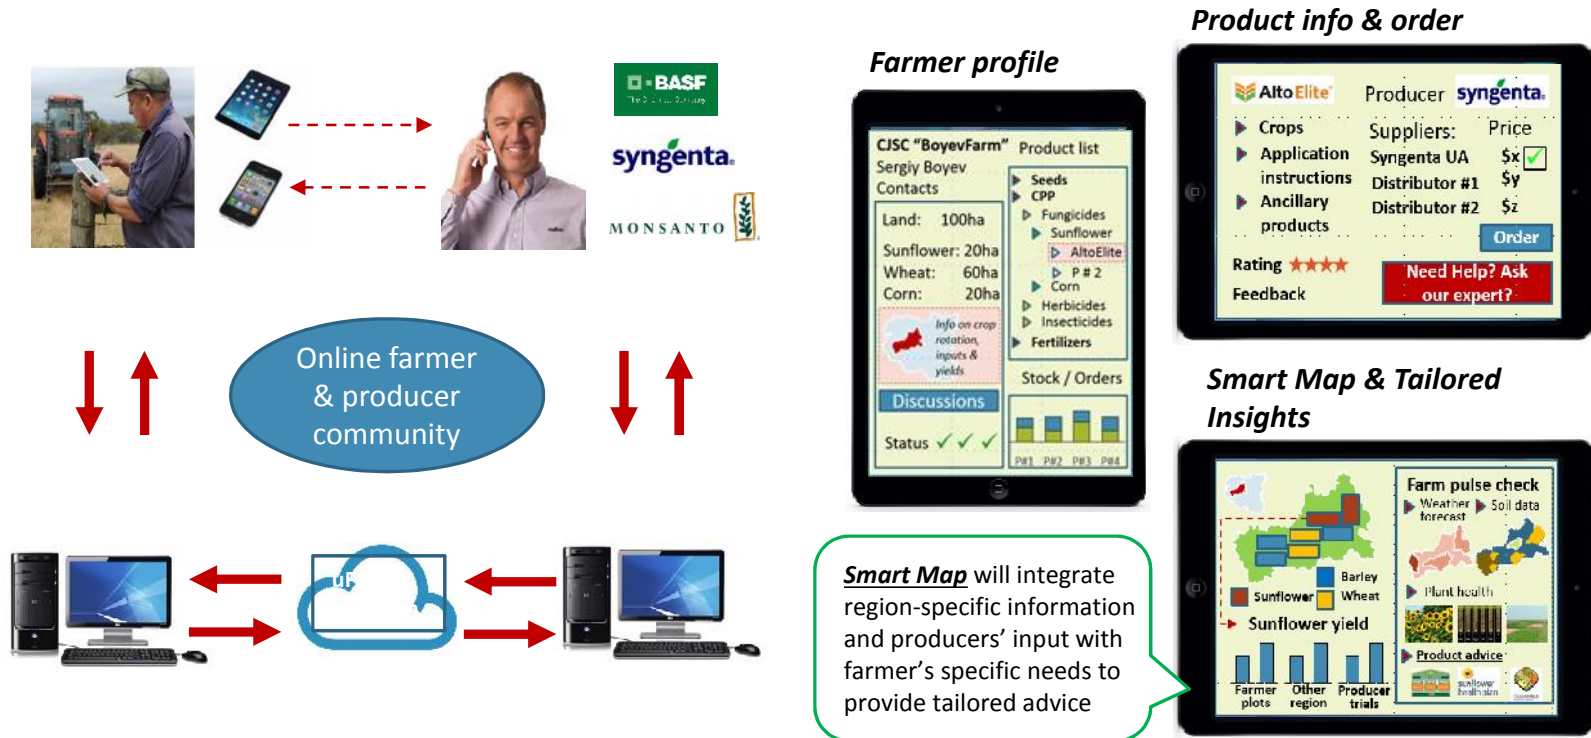 Product info & order
Farmer profile
BASF
The Chemical Company
syngenta
MONSANTO
Online farmer
& producer
community
CJSC "BoyevFarm"
Sergiy Boyev
Contacts
Land: 100ha
Sunflower: 20ha
Wheat: 60ha
Corn: 20ha
Info on crop
rotation,
inputs &
yields
Discussions
Status
Product list
Seeds
CPP
Fungicides
Sunflower
AltoElite
P # 2
Corn
Herbicides
Insecticides
Fertilizers
Stock / Orders
P#1 P#2 P#3 P#4
AltoElite
Producer syngenta
Crops
Application
instructions
Ancillary
products
Suppliers: Price
Syngenta UA $x
Distributor #1 $y
Distributor #2 $z
Order
Rating
Feedback
Need Help? Ask
our expert?
Smart Map & Tailored
Insights
Smart Map will integrate
region-specific information
and producers' input with
farmer's specific needs to
provide tailored advice
Barley
Sunflower Wheat
Sunflower yield
Farmer
plots
Other
region
Producer
trials
Farm pulse check
Weather
forecast
Soil data
Plant health
Product advice
sunflower
healthplan